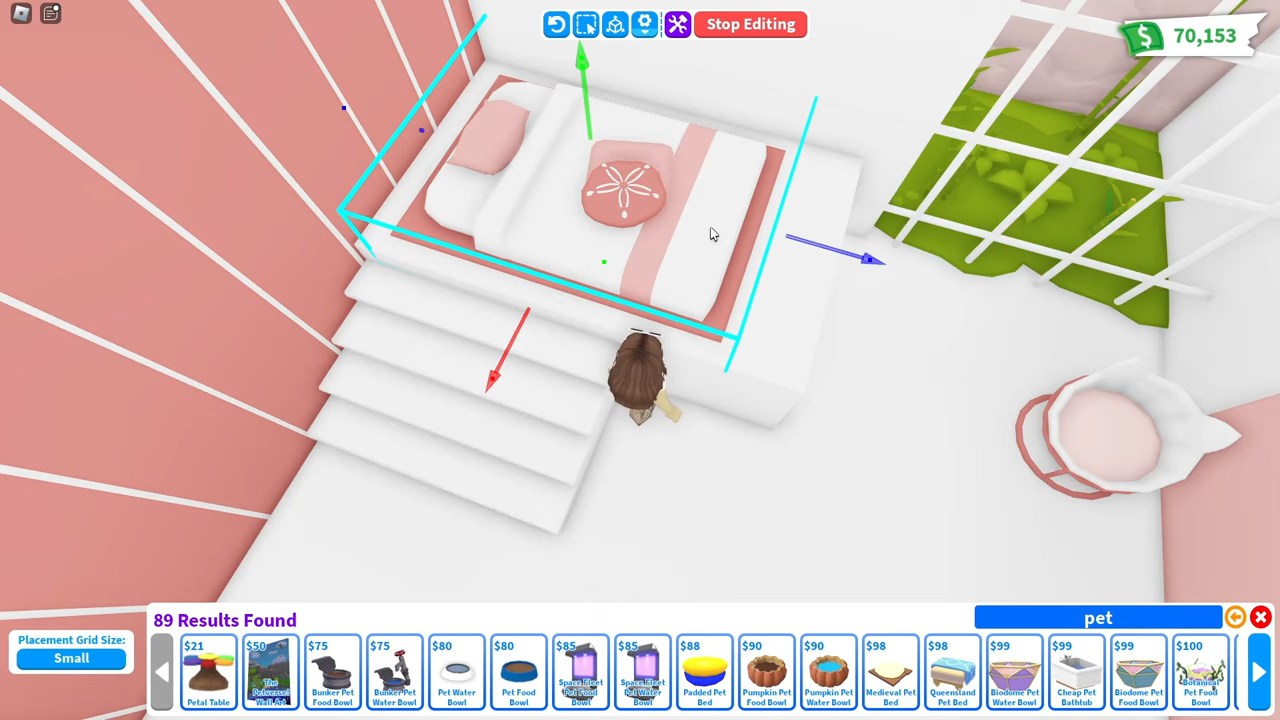 Stop Editing
$ 70,153
89 Results Found
pet
Placement Grid Size:
Small
$21
Petal Table
$50
The Petverse! Wall Art
$75
Bunker Pet Food Bowl
$75
Bunker Pet Water Bowl
$80
Pet Water Bowl
$80
Pet Food Bowl
$85
Space Fleet Pet Food Bowl
$85
Space Fleet Pet Water Bowl
$88
Padded Pet Bed
$90
Pumpkin Pet Food Bowl
$90
Pumpkin Pet Water Bowl
$98
Medieval Pet Bed
$98
Queensland Pet Bed
$99
Biodome Pet Water Bowl
$99
Cheap Pet Bathtub
$99
Biodome Pet Food Bowl
$100
Botanical Pet Food Bowl